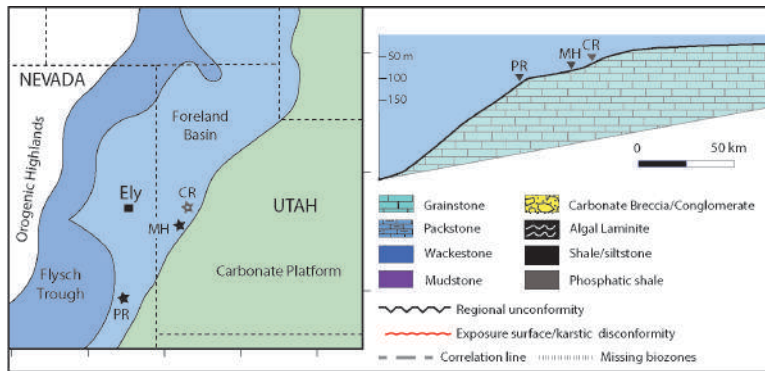 NEVADA
Orogenic Highlands
Foreland
Basin
Ely
CR
MH
UTAH
Flysch
Trough
Carbonate Platform
PR
CR
MH
PR
50 m
100
150
0 50 km
Grainstone
Packstone
Wackestone
Mudstone
Carbonate Breccia/Conglomerate
Algal Laminite
Shale/siltstone
Phosphatic shale
Regional unconformity
Exposure surface/karstic disconformity
Correlation line
Missing biozones